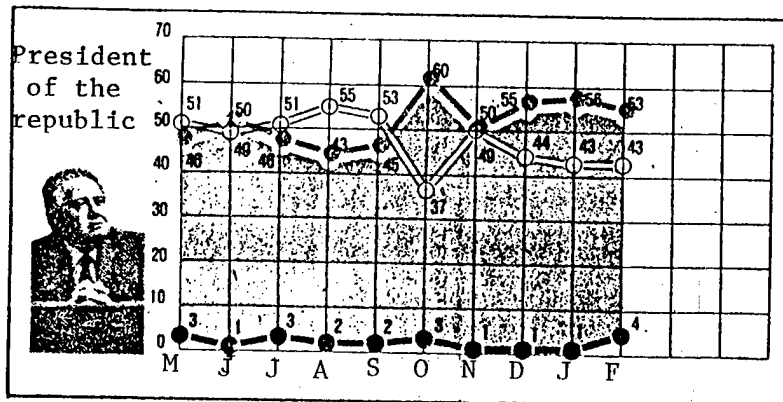 70
President
of the
republic
60
50
40
30
20
10
0
60
51 50 51 55 53 50 55 56 53
46 49 46 43 45 37 49 44 43 43
3 1 3 2 2 3 1 1 1 4
M J J A S O N D J F